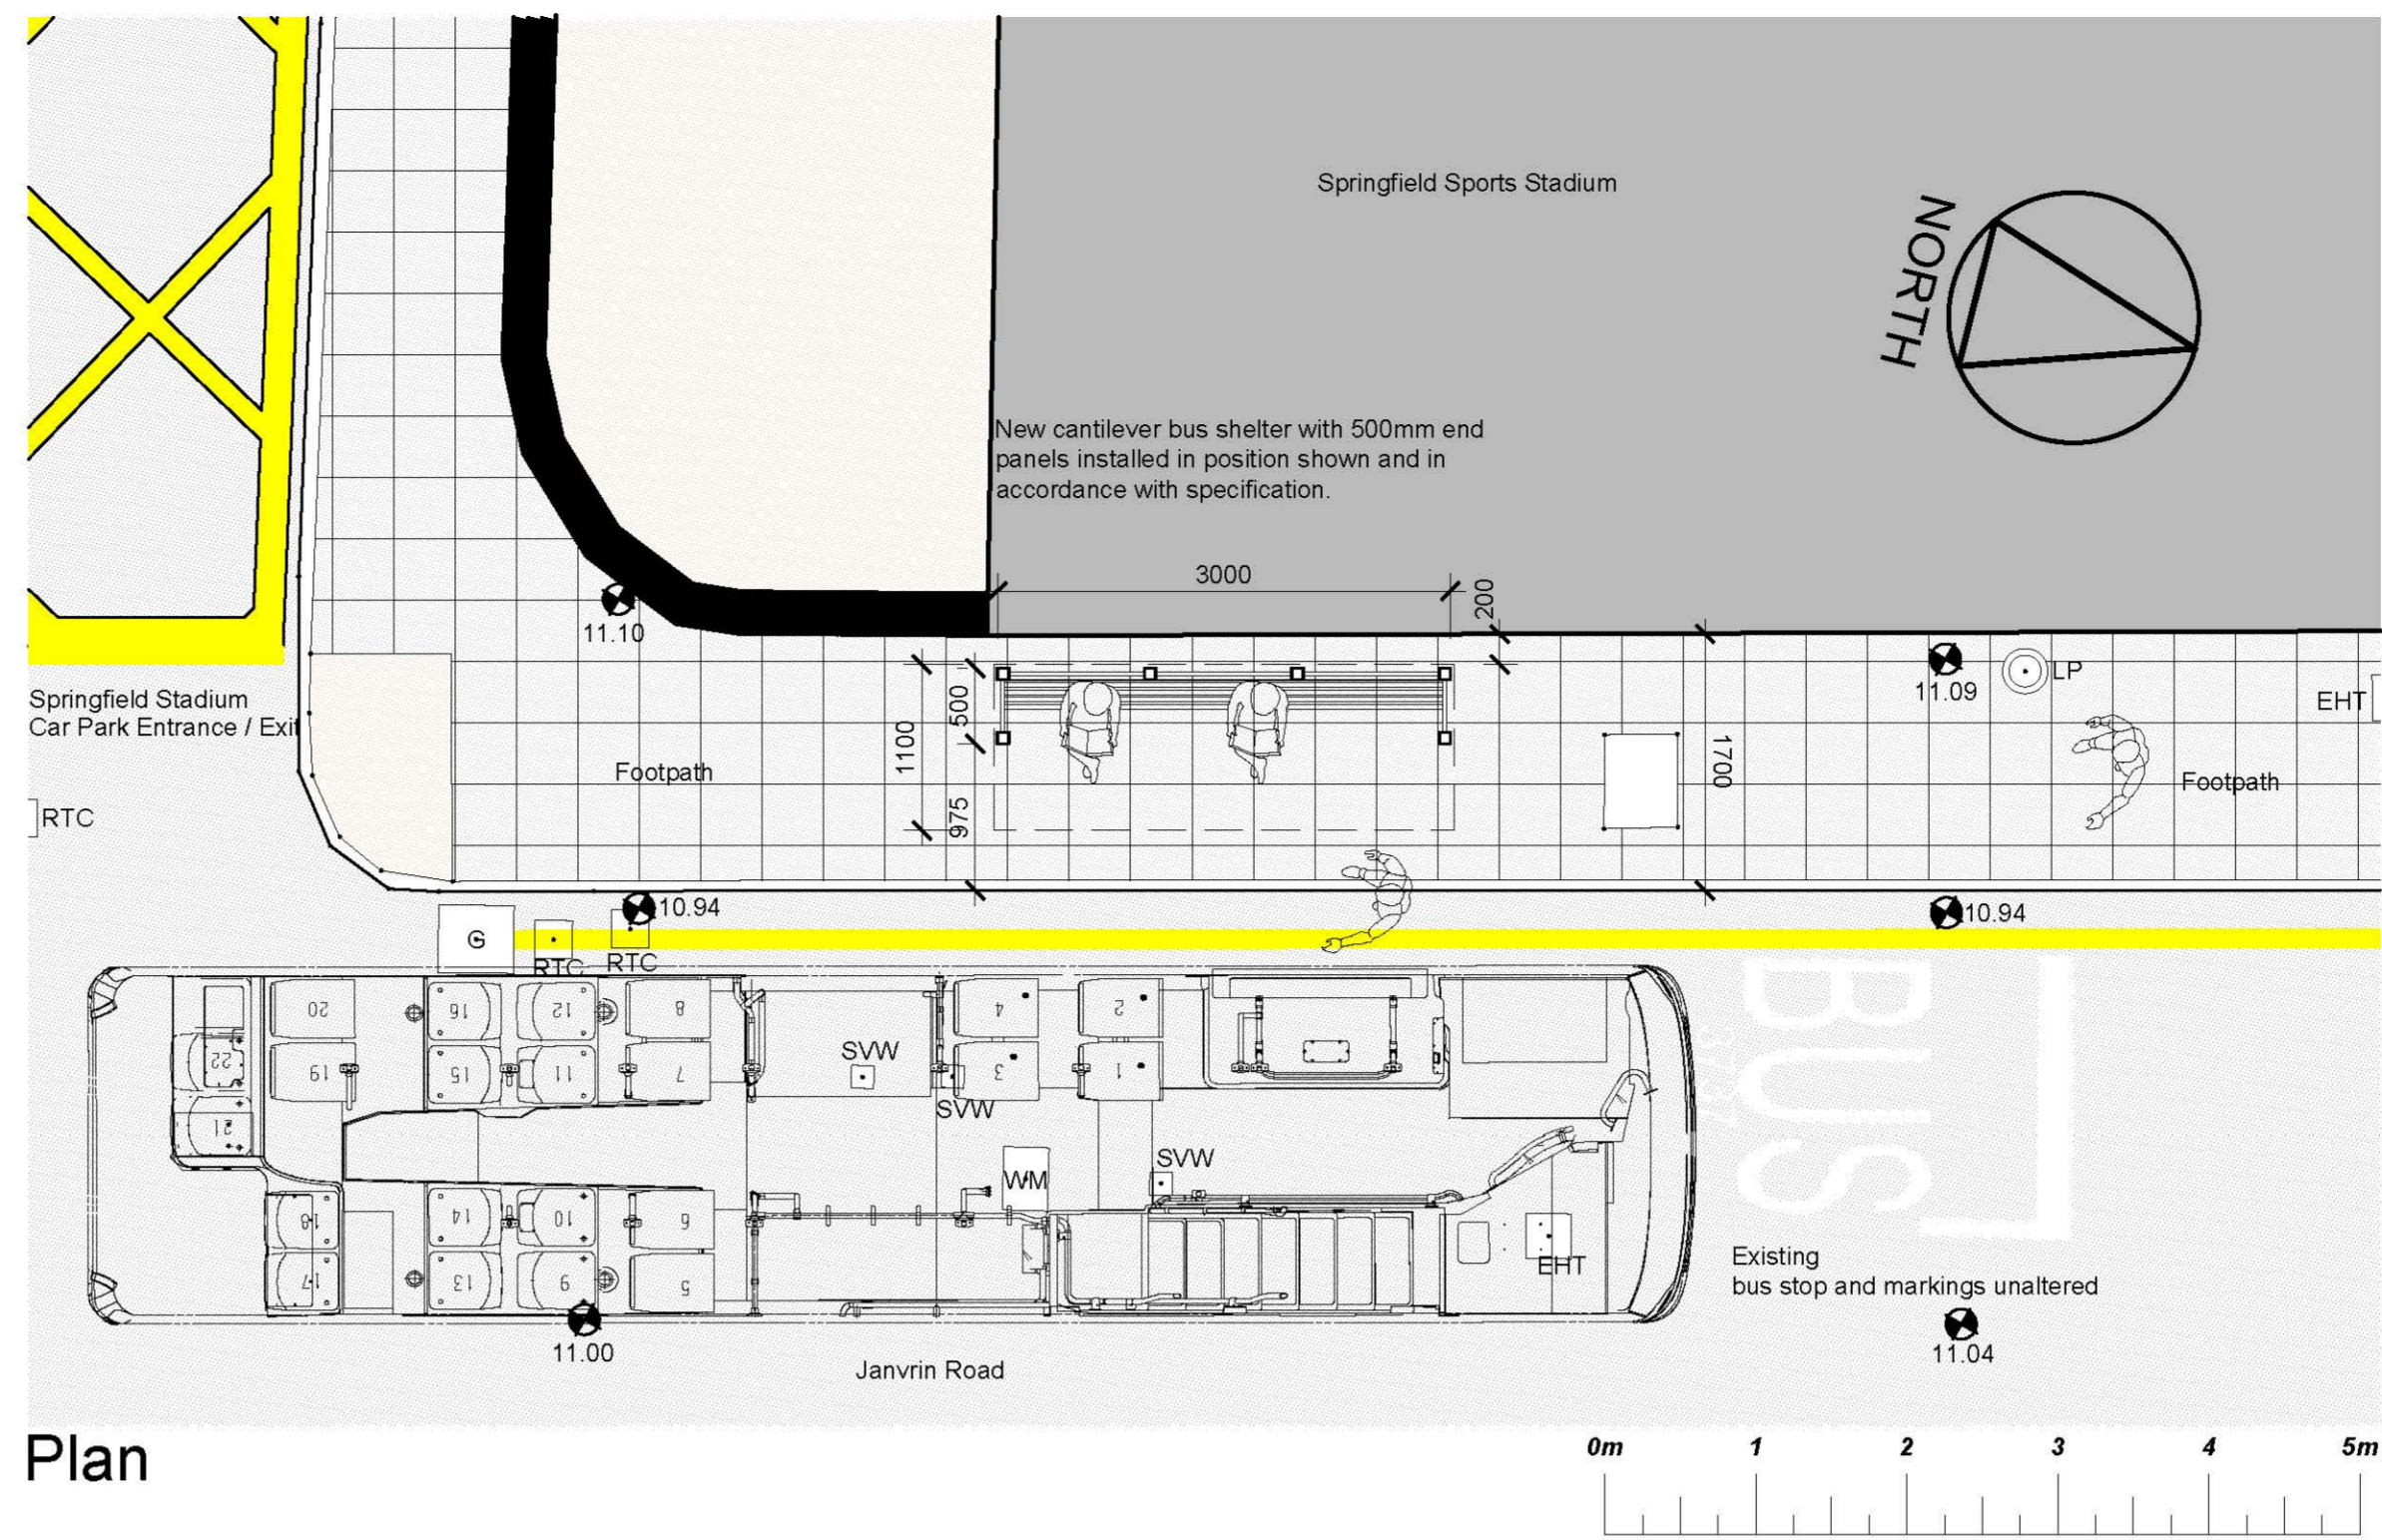 Springfield Sports Stadium
NORTH
New cantilever bus shelter with 500mm end
panels installed in position shown and in
accordance with specification.
3000
200
11.10
11.09
LP
EHT
Springfield Stadium
Car Park Entrance / Exit
500
1100
1700
Footpath
Footpath
975
RTC
10.94
10.94
G
RTC
RTC
BUS
20
16
12
8
4
2
22
19
15
11
7
3
1
SVW
SVW
21
SVW
WM
18
14
10
6
17
13
9
5
EHT
Existing
bus stop and markings unaltered
11.00
11.04
Janvrin Road
Plan
0m
1
2
3
4
5m